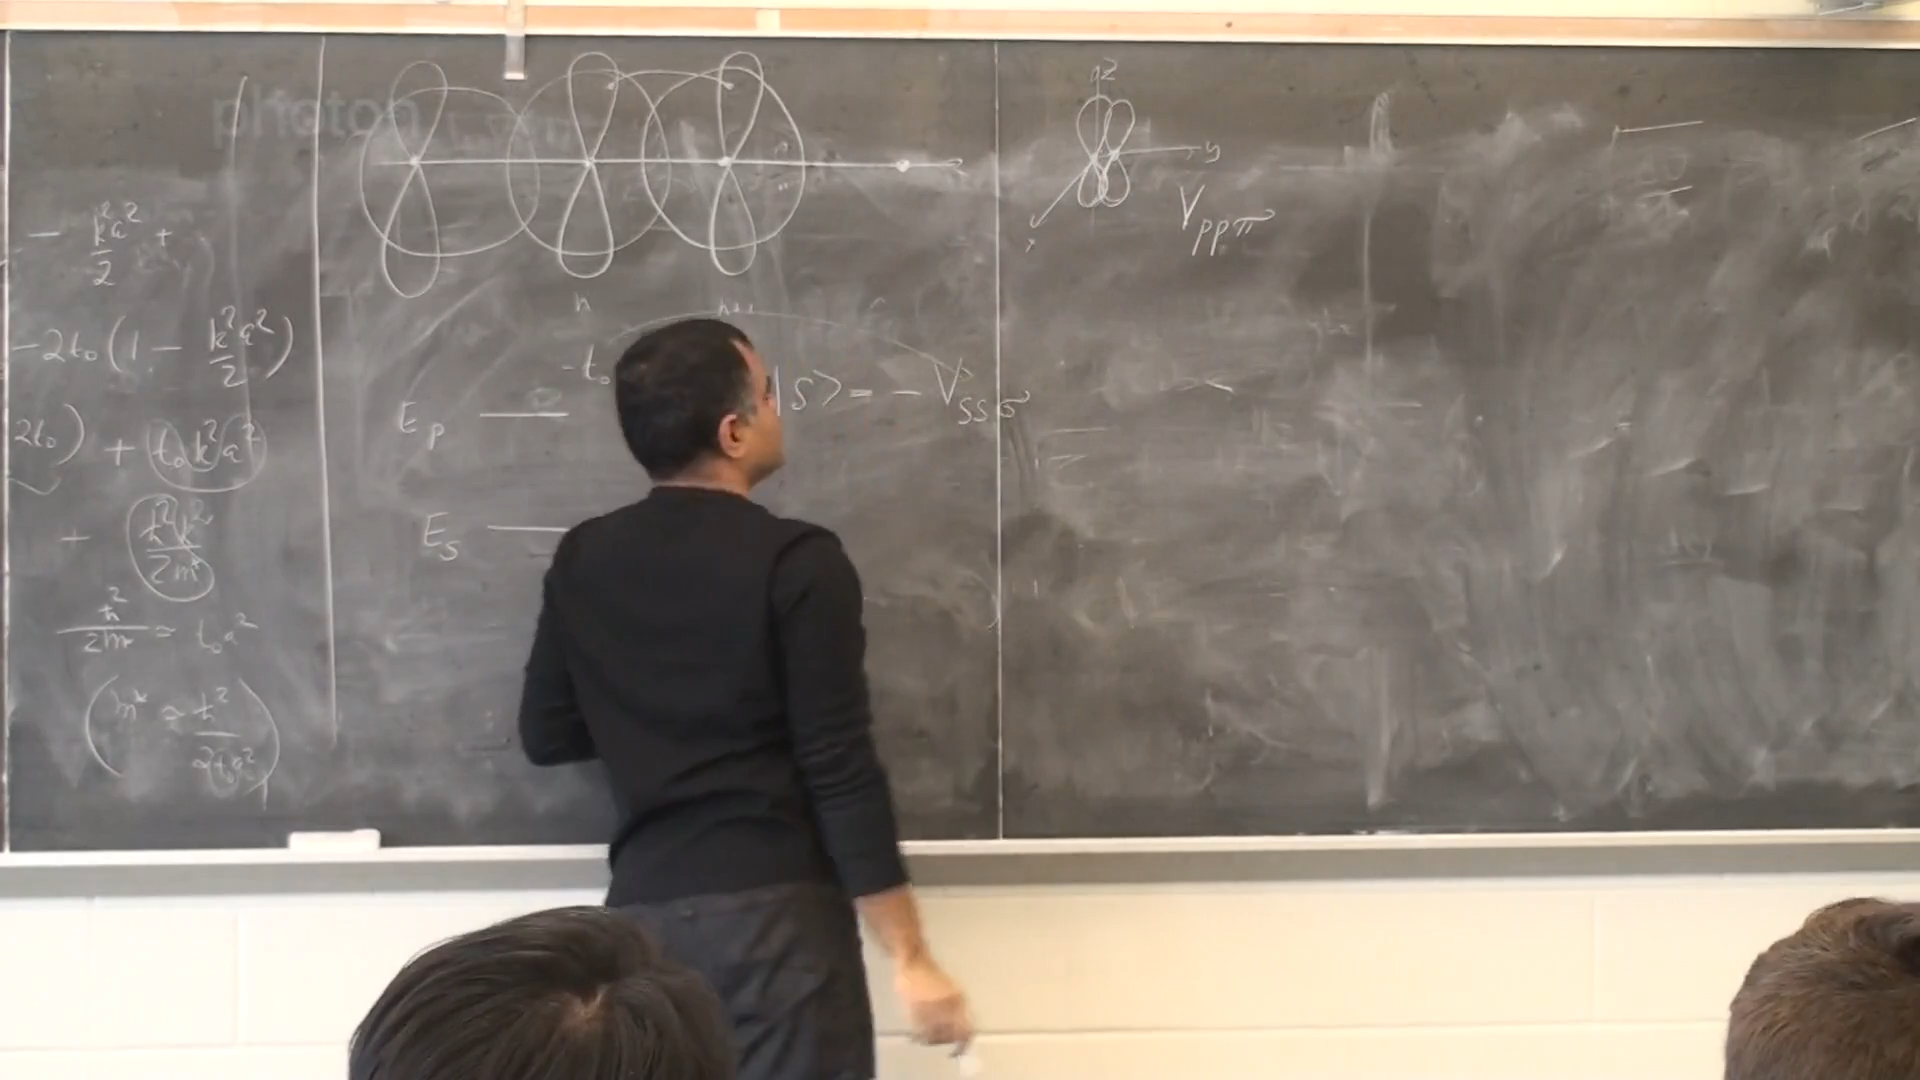 photon
- k²a²/2 +
-2t₀(1 - k²a²/2)
2t₀) + t₀k²a²
+ ħ²k²/2m*
ħ²/2m* ≈ t₀a²
(m* ≈ ħ²/2t₀a²)
n
n+1
-t₀
|s> = - V_ssσ
E_p
E_s
z
y
V_ppπ